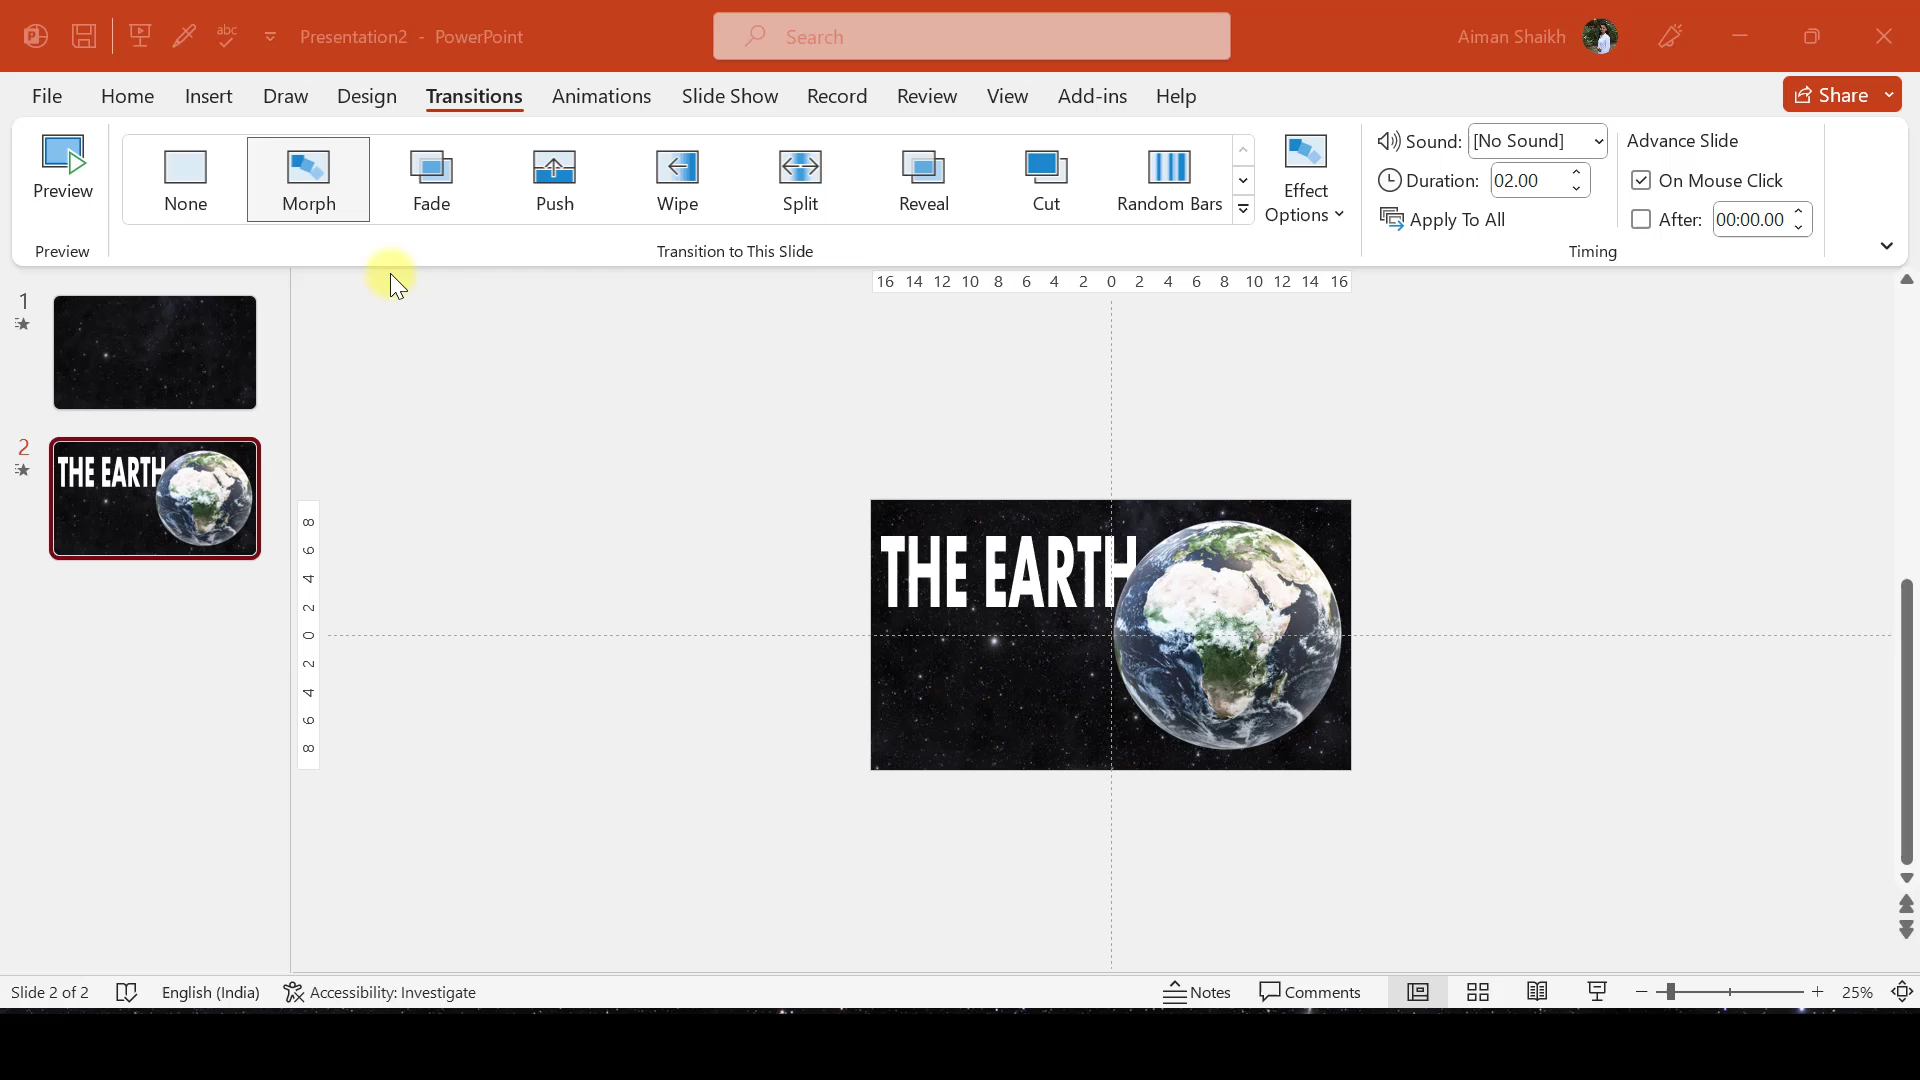 abc
Presentation2 - PowerPoint
Search
Aiman Shaikh
File Home Insert Draw Design Transitions Animations Slide Show Record Review View Add-ins Help
Share
Preview
None
Morph
Fade
Push
Wipe
Split
Reveal
Cut
Random Bars
Effect
Options
Sound: [No Sound]
Duration: 02.00
Apply To All
Advance Slide
On Mouse Click
After: 00:00.00
Preview
Transition to This Slide
Timing
16 14 12 10 8 6 4 2 0 2 4 6 8 10 12 14 16
1
2
THE EARTH
8
6
4
2
0
2
4
6
8
THE EARTH
Slide 2 of 2
English (India)
Accessibility: Investigate
Notes
Comments
25%